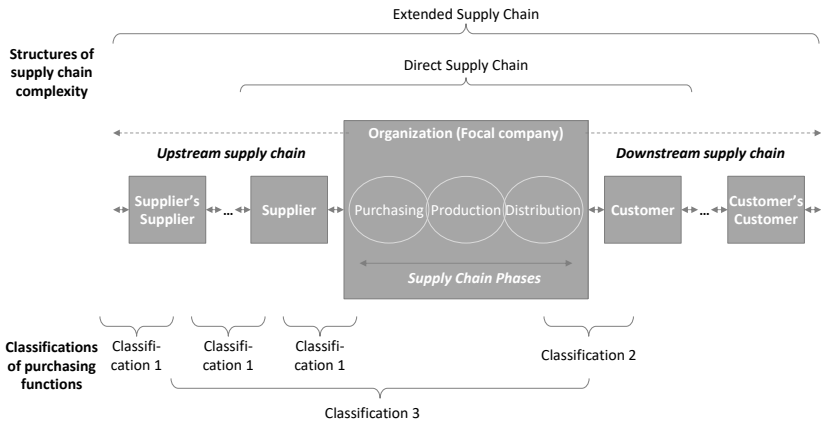 Extended Supply Chain
Structures of
supply chain
complexity
Direct Supply Chain
Organization (Focal company)
Upstream supply chain
Downstream supply chain
Supplier's
Supplier
...
Supplier
Purchasing
Production
Distribution
Customer
...
Customer's
Customer
Supply Chain Phases
Classifications
of purchasing
functions
Classifi-
cation 1
Classifi-
cation 1
Classifi-
cation 1
Classification 2
Classification 3